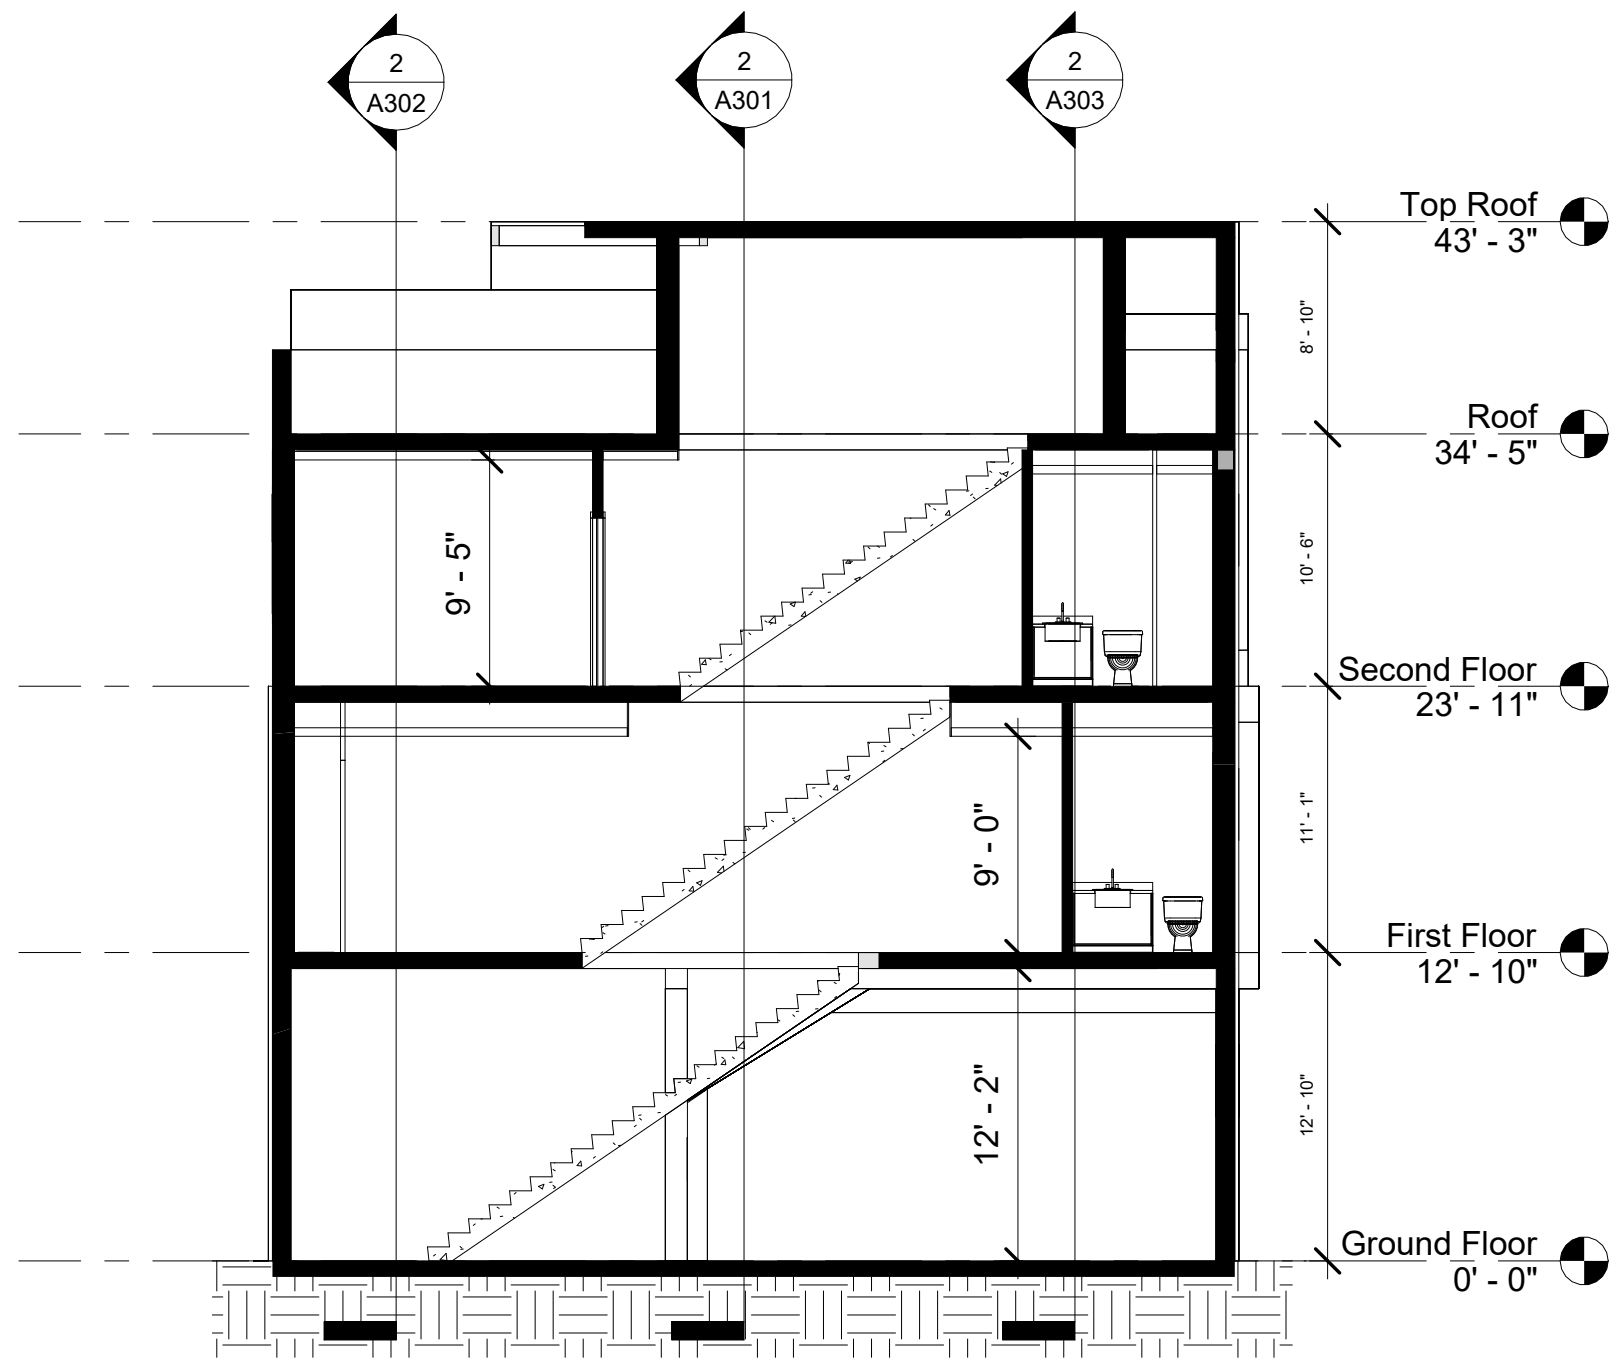 2
A302
2
A301
2
A303
Top Roof
43' - 3"
8' - 10"
Roof
34' - 5"
9' - 5"
10' - 6"
Second Floor
23' - 11"
9' - 0"
11' - 1"
First Floor
12' - 10"
12' - 2"
12' - 10"
Ground Floor
0' - 0"